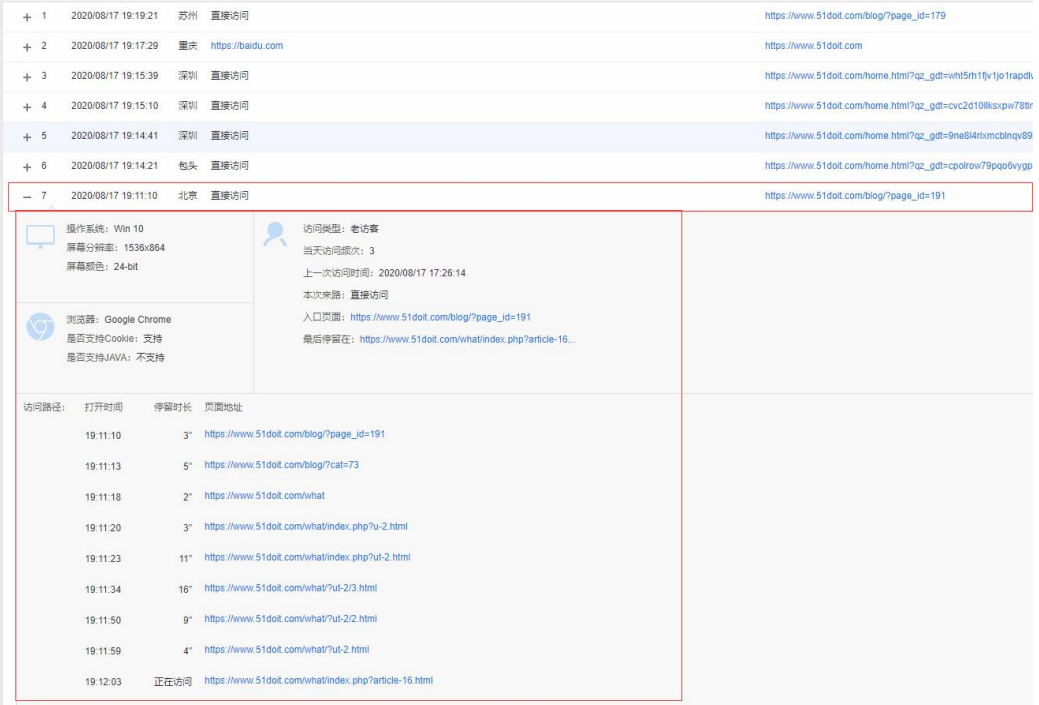 + 1 2020/08/17 19:19:21 苏州 直接访问 https://www.51doit.com/blog/?page_id=179
+ 2 2020/08/17 19:17:29 重庆 https://baidu.com https://www.51doit.com
+ 3 2020/08/17 19:15:39 深圳 直接访问 https://www.51doit.com/home.html?qz_gdt=wht5rh1fjv1jo1rapdlv
+ 4 2020/08/17 19:15:10 深圳 直接访问 https://www.51doit.com/home.html?qz_gdt=cvc2d10llksxpw78tlr
+ 5 2020/08/17 19:14:41 深圳 直接访问 https://www.51doit.com/home.html?qz_gdt=9ne8l4rlxmcblnqv89
+ 6 2020/08/17 19:14:21 包头 直接访问 https://www.51doit.com/home.html?qz_gdt=cpolrow79pqo6vygp
— 7 2020/08/17 19:11:10 北京 直接访问 https://www.51doit.com/blog/?page_id=191
操作系统：Win 10
屏幕分辨率：1536x864
屏幕颜色：24-bit
浏览器：Google Chrome
是否支持Cookie：支持
是否支持JAVA：不支持
访问类型：老访客
当天访问频次：3
上一次访问时间：2020/08/17 17:26:14
本次来路：直接访问
入口页面：https://www.51doit.com/blog/?page_id=191
最后停留在：https://www.51doit.com/what/index.php?article-16...
访问路径： 打开时间 停留时长 页面地址
19:11:10 3" https://www.51doit.com/blog/?page_id=191
19:11:13 5" https://www.51doit.com/blog/?cat=73
19:11:18 2" https://www.51doit.com/what
19:11:20 3" https://www.51doit.com/what/index.php?u-2.html
19:11:23 11" https://www.51doit.com/what/index.php?ut-2.html
19:11:34 16" https://www.51doit.com/what/?ut-2/3.html
19:11:50 9" https://www.51doit.com/what/?ut-2/2.html
19:11:59 4" https://www.51doit.com/what/?ut-2.html
19:12:03 正在访问 https://www.51doit.com/what/index.php?article-16.html